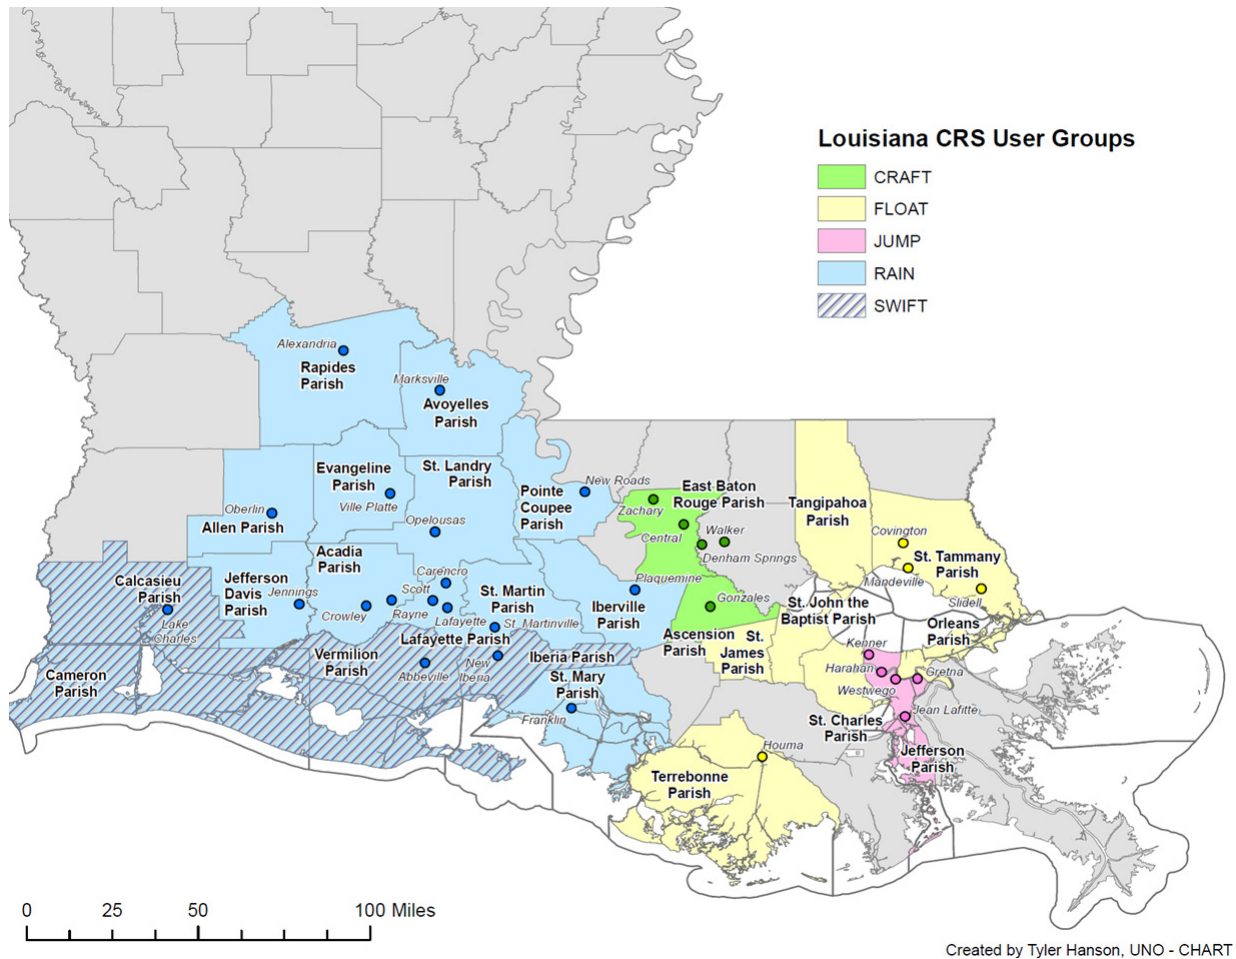 Louisiana CRS User Groups
CRAFT
FLOAT
JUMP
RAIN
SWIFT
Alexandria
Rapides
Parish
Marksville
Avoyelles
Parish
Evangeline
Parish
Ville Platte
St. Landry
Parish
Opelousas
Oberlin
Allen Parish
Pointe
Coupee
Parish
New Roads
East Baton
Rouge Parish
Zachary
Central
Walker
Denham Springs
Tangipahoa
Parish
Covington
St. Tammany
Parish
Mandeville
Slidell
Acadia
Parish
Calcasieu
Parish
Lake
Charles
Jefferson
Davis
Parish
Jennings
Crowley
Rayne
Scott
Carencro
Lafayette
Lafayette Parish
St. Martin
Parish
St. Martinville
Plaquemine
Iberville
Parish
Gonzales
Ascension
Parish
St.
James
Parish
St. John the
Baptist Parish
Orleans
Parish
Kenner
Harahan
Westwego
Gretna
Jean Lafitte
Jefferson
Parish
St. Charles
Parish
Cameron
Parish
Vermilion
Parish
Abbeville
New
Iberia
Iberia Parish
St. Mary
Parish
Franklin
Houma
Terrebonne
Parish
0 25 50 100 Miles
Created by Tyler Hanson, UNO - CHART